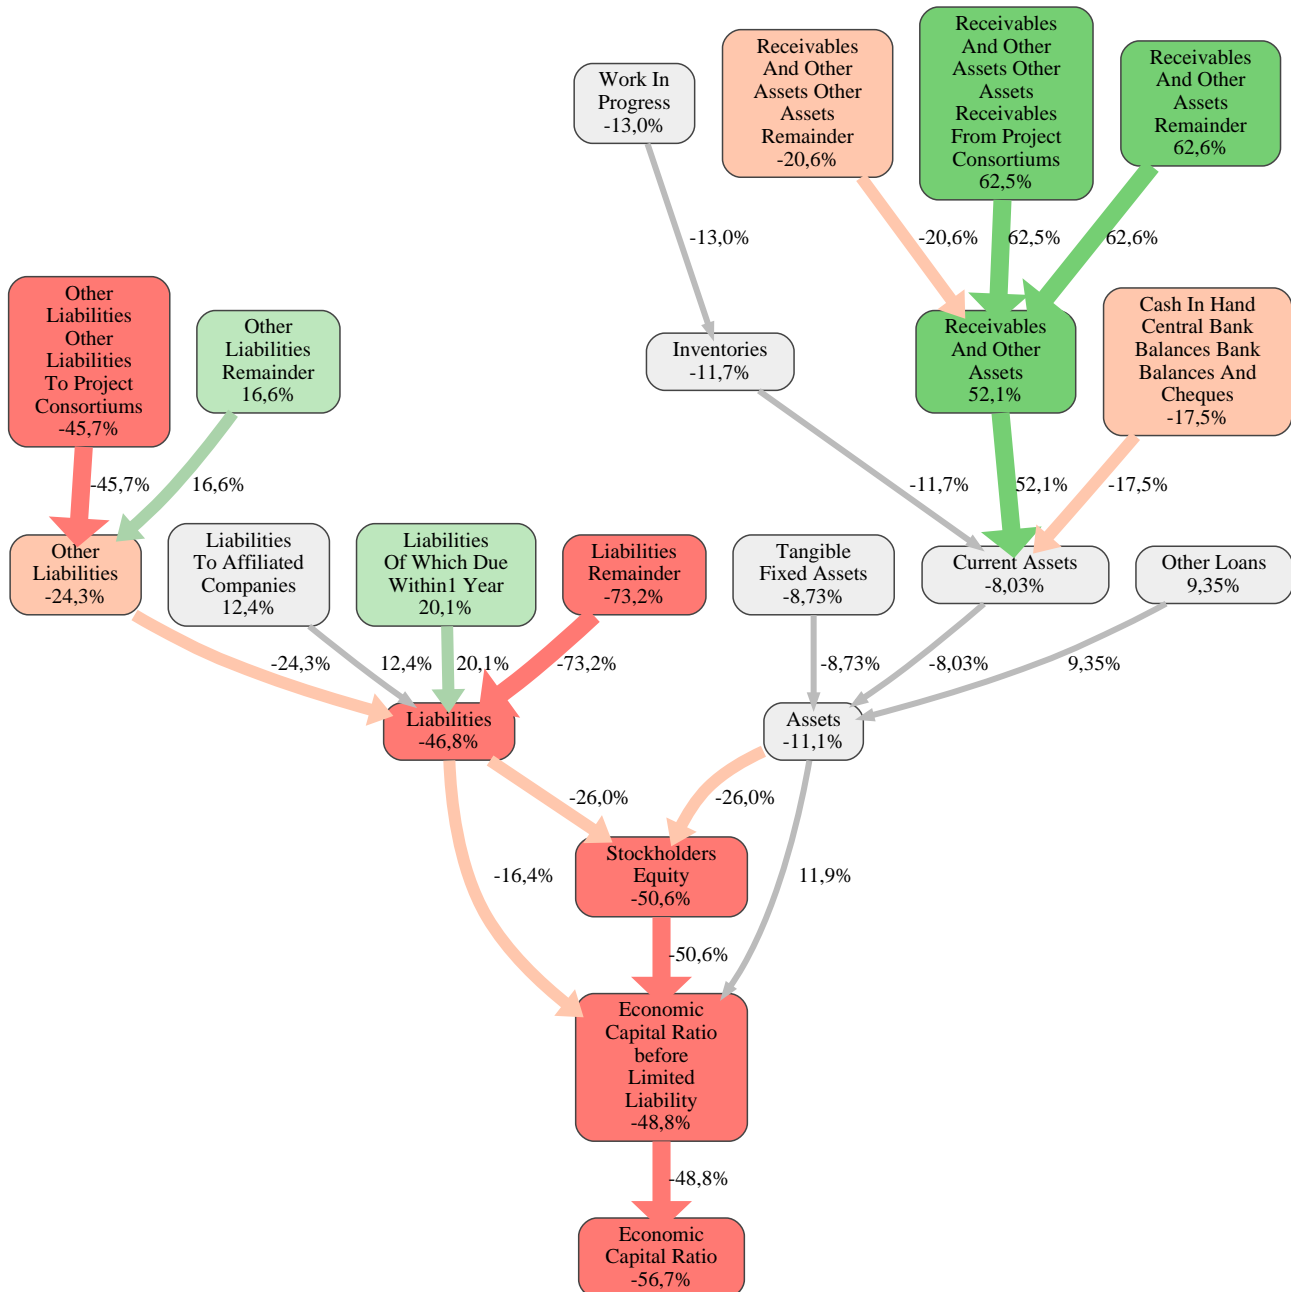 Work In
Progress
-13,0%
Receivables
And Other
Assets Other
Assets
Remainder
-20,6%
Receivables
And Other
Assets Other
Assets
Receivables
From Project
Consortiums
62,5%
Receivables
And Other
Assets
Remainder
62,6%
-13,0%
-20,6%
62,5%
62,6%
Other
Liabilities
Other
Liabilities
To Project
Consortiums
-45,7%
Other
Liabilities
Remainder
16,6%
Inventories
-11,7%
Receivables
And Other
Assets
52,1%
Cash In Hand
Central Bank
Balances Bank
Balances And
Cheques
-17,5%
-45,7%
16,6%
-11,7%
52,1%
-17,5%
Other
Liabilities
-24,3%
Liabilities
To Affiliated
Companies
12,4%
Liabilities
Of Which Due
Within1 Year
20,1%
Liabilities
Remainder
-73,2%
Tangible
Fixed Assets
-8,73%
Current Assets
-8,03%
Other Loans
9,35%
-24,3%
12,4%
20,1%
-73,2%
-8,73%
-8,03%
9,35%
Liabilities
-46,8%
Assets
-11,1%
-26,0%
-26,0%
-16,4%
11,9%
Stockholders
Equity
-50,6%
-50,6%
Economic
Capital Ratio
before
Limited
Liability
-48,8%
-48,8%
Economic
Capital Ratio
-56,7%